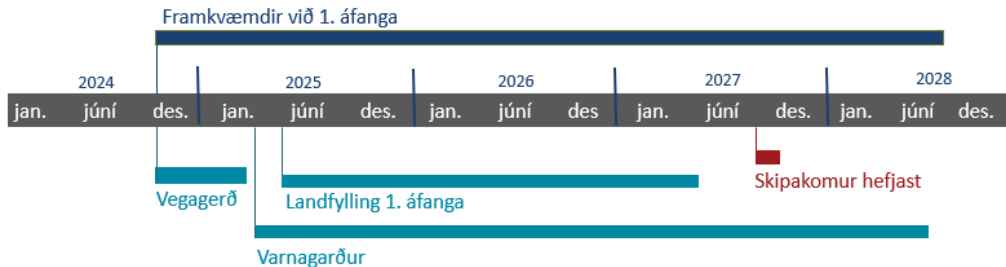 Framkvæmdir við 1. áfanga
2024 2025 2026 2027 2028
jan. júní des. jan. júní des. jan. júní des. jan. júní des. jan. júní des.
Vegagerð
Landfylling 1. áfanga
Skipakomur hefjast
Varnagarður